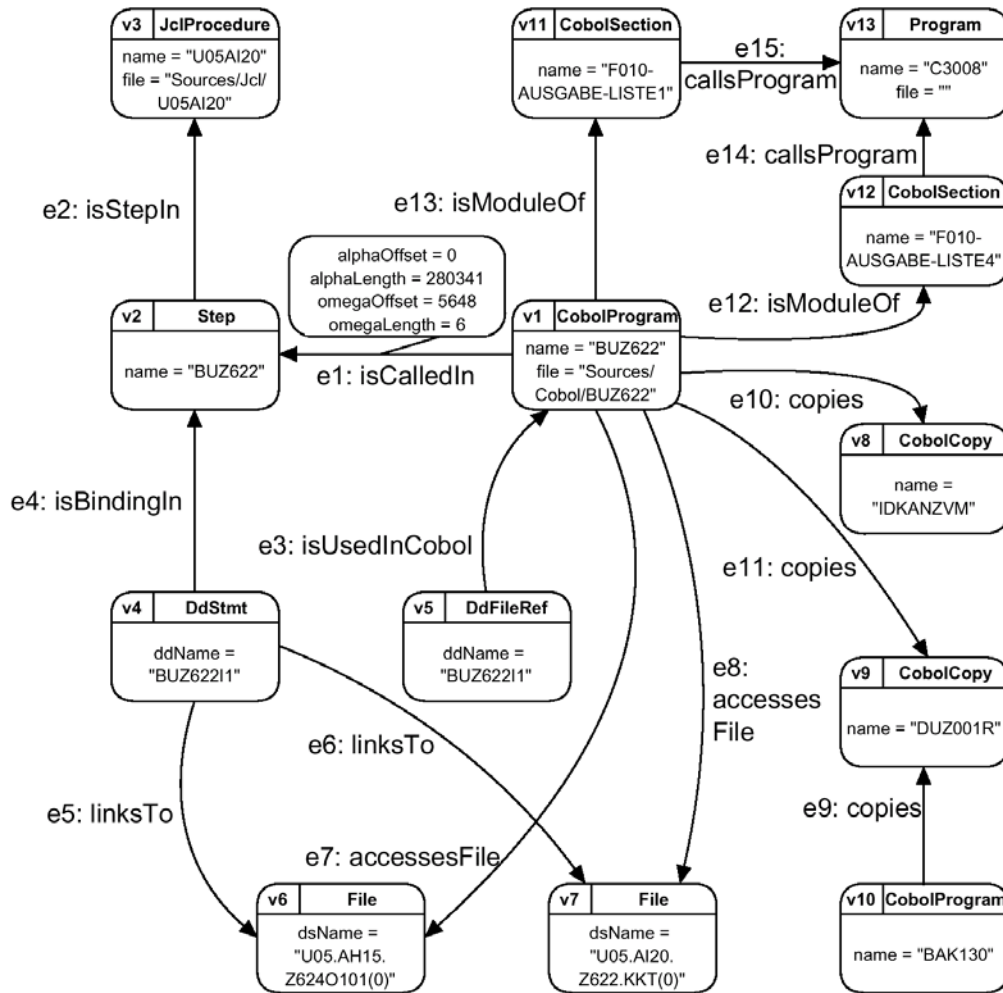 v3 JclProcedure
name = "U05AI20"
file = "Sources/Jcl/
U05AI20"
v11 CobolSection
name = "F010-
AUSGABE-LISTE1"
e15:
callsProgram
v13 Program
name = "C3008"
file = ""
e2: isStepIn
e13: isModuleOf
e14: callsProgram
v12 CobolSection
name = "F010-
AUSGABE-LISTE4"
alphaOffset = 0
alphaLength = 280341
omegaOffset = 5648
omegaLength = 6
e12: isModuleOf
v2 Step
name = "BUZ622"
e1: isCalledIn
v1 CobolProgram
name = "BUZ622"
file = "Sources/
Cobol/BUZ622"
e10: copies
v8 CobolCopy
name =
"IDKANZVM"
e4: isBindingIn
e3: isUsedInCobol
e11: copies
v4 DdStmt
ddName =
"BUZ622I1"
v5 DdFileRef
ddName =
"BUZ622I1"
e8:
accesses
File
v9 CobolCopy
name = "DUZ001R"
e6: linksTo
e5: linksTo
e7: accessesFile
e9: copies
v6 File
dsName =
"U05.AH15.
Z624O101(0)"
v7 File
dsName =
"U05.AI20.
Z622.KKT(0)"
v10 CobolProgram
name = "BAK130"